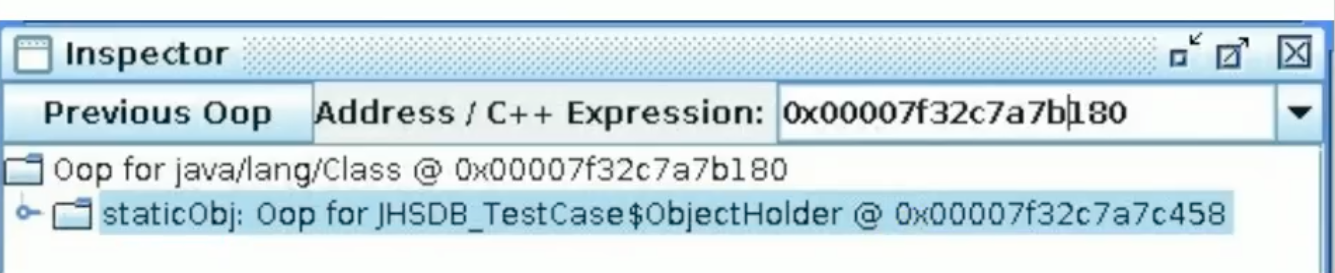 Inspector
Previous Oop Address / C++ Expression: 0x00007f32c7a7b180
Oop for java/lang/Class @ 0x00007f32c7a7b180
staticObj: Oop for JHSDB_TestCase$ObjectHolder @ 0x00007f32c7a7c458